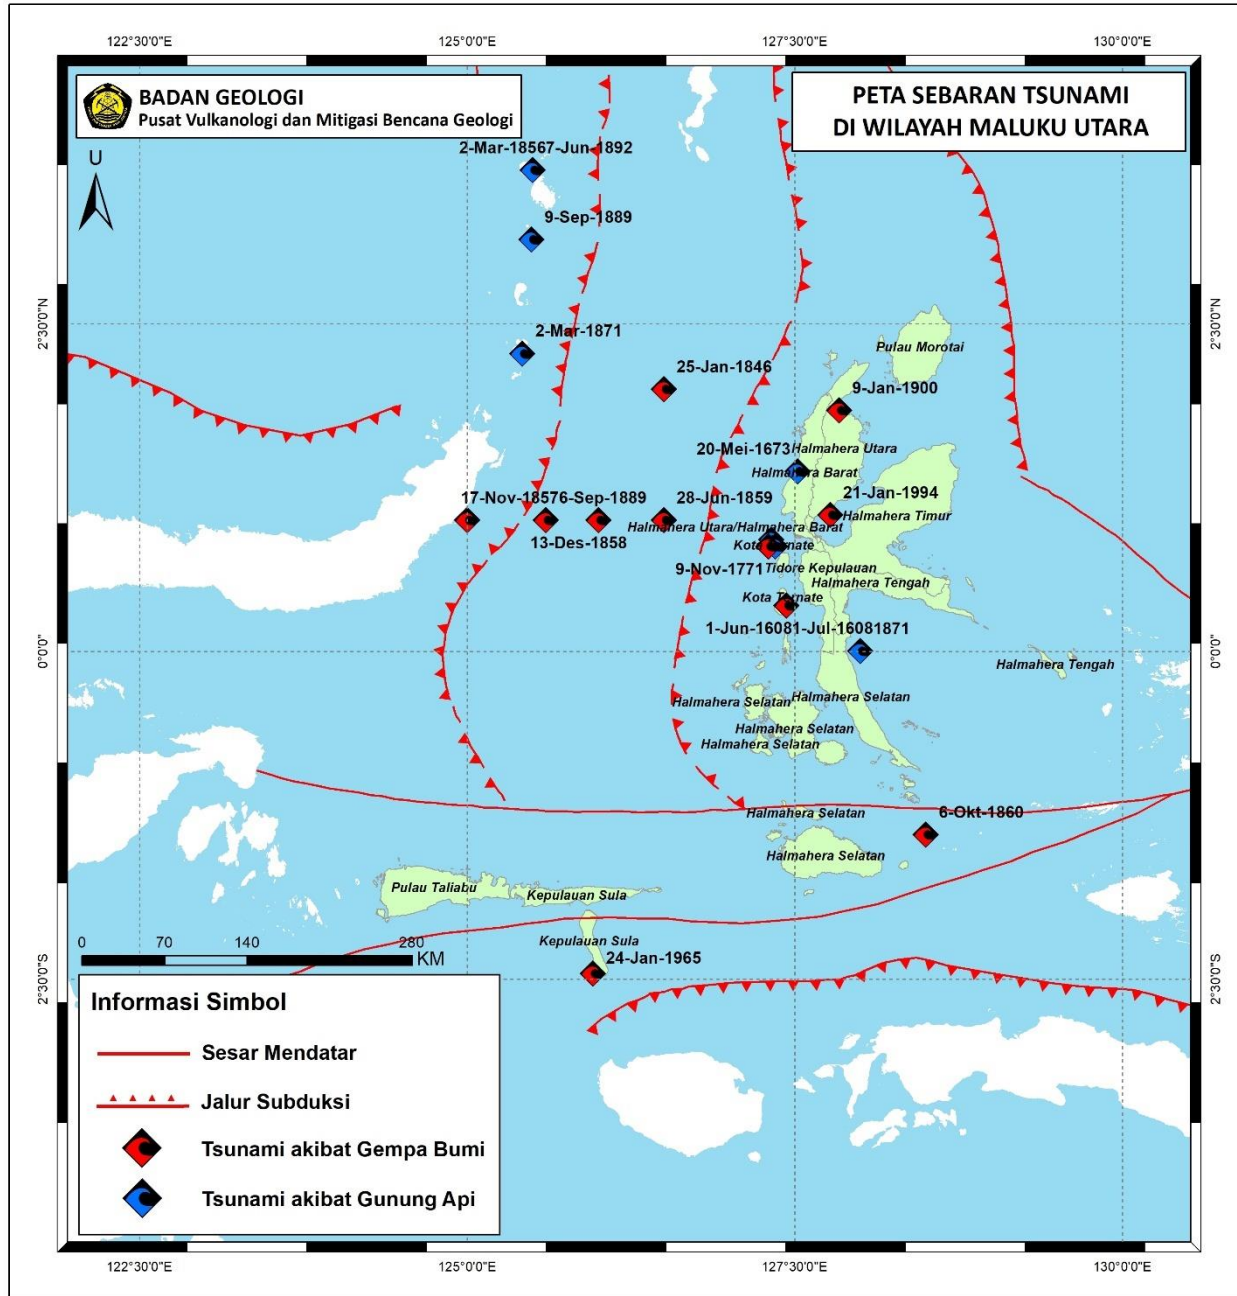 122°30'0"E 125°0'0"E 127°30'0"E 130°0'0"E
BADAN GEOLOGI
Pusat Vulkanologi dan Mitigasi Bencana Geologi
PETA SEBARAN TSUNAMI
DI WILAYAH MALUKU UTARA
U
2-Mar-18567-Jun-1892
9-Sep-1889
2°30'0"N
2°30'0"N
2-Mar-1871
Pulau Morotai
25-Jan-1846
9-Jan-1900
20-Mei-1673
Halmahera Utara
Halmahera Barat
17-Nov-18576-Sep-1889
28-Jun-1859
21-Jan-1994
Halmahera Timur
Halmahera Utara/Halmahera Barat
13-Des-1858
Kota Ternate
9-Nov-1771
Tidore Kepulauan
Halmahera Tengah
Kota Ternate
1-Jun-16081-Jul-16081871
0°0'0"
0°0'0"
Halmahera Tengah
Halmahera Selatan
Halmahera Selatan
Halmahera Selatan
Halmahera Selatan
6-Okt-1860
Halmahera Selatan
Halmahera Selatan
Pulau Taliabu
Kepulauan Sula
Kepulauan Sula
0 70 140 280
KM
24-Jan-1965
2°30'0"S
2°30'0"S
Informasi Simbol
Sesar Mendatar
Jalur Subduksi
Tsunami akibat Gempa Bumi
Tsunami akibat Gunung Api
122°30'0"E 125°0'0"E 127°30'0"E 130°0'0"E